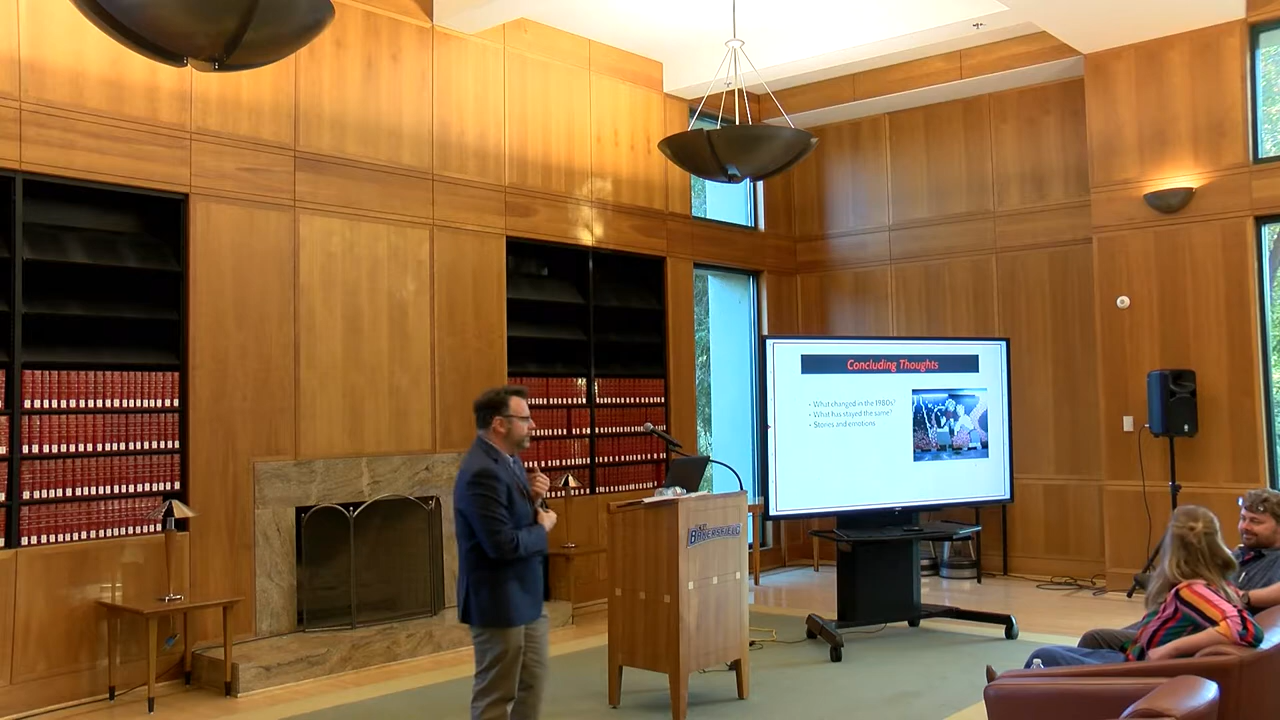 Concluding Thoughts
• What changed in the 1980s?
• What has stayed the same?
• Stories and emotions
BAKERSFIELD